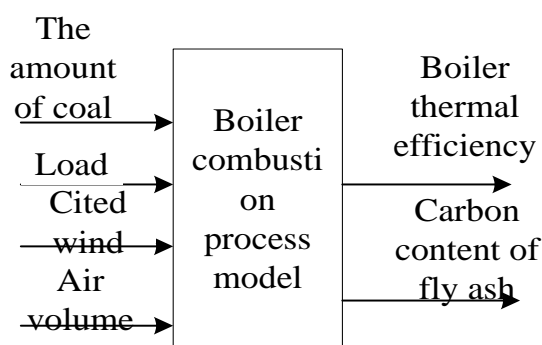 The
amount
of coal
Load
Cited
wind
Air
volume
Boiler
combusti
on
process
model
Boiler
thermal
efficiency
Carbon
content of
fly ash